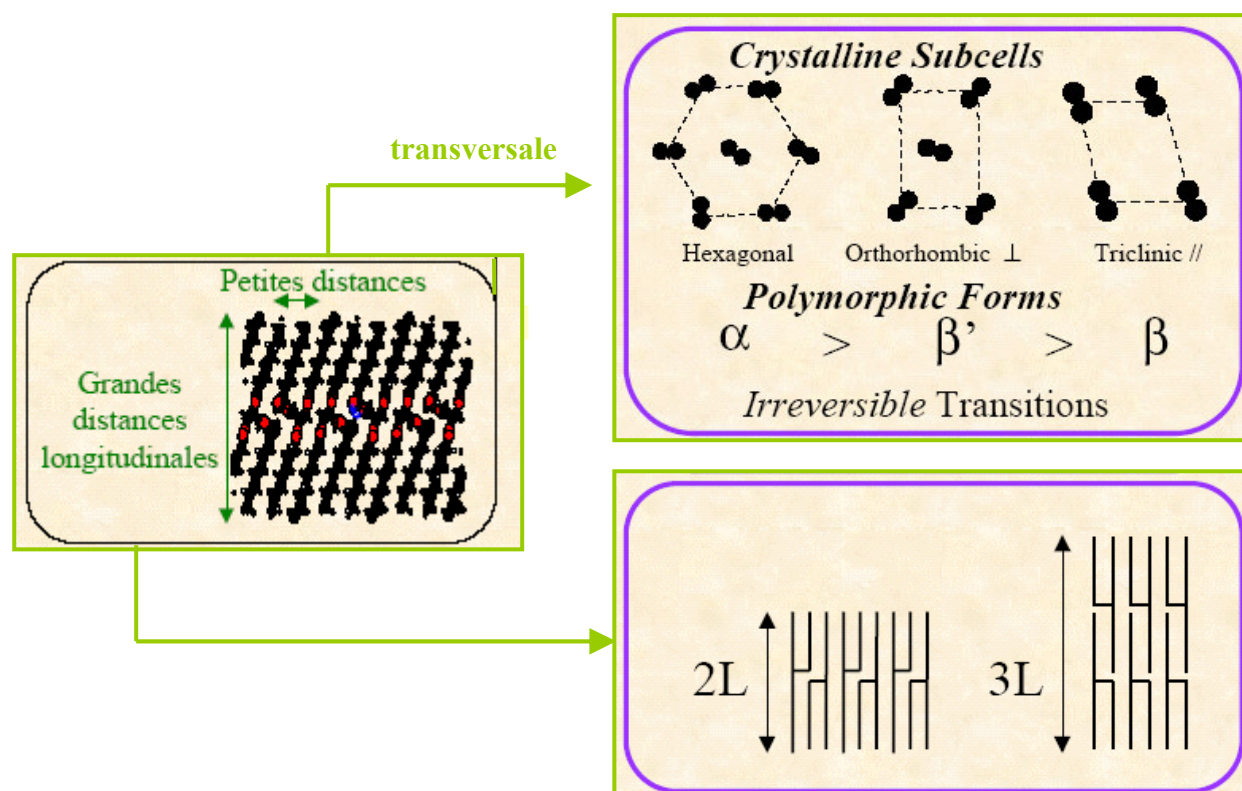 transversale
Petites distances
Grandes
distances
longitudinales
Crystalline Subcells
Hexagonal Orthorhombic ⊥ Triclinic //
Polymorphic Forms
α > β’ > β
Irreversible Transitions
2L 3L